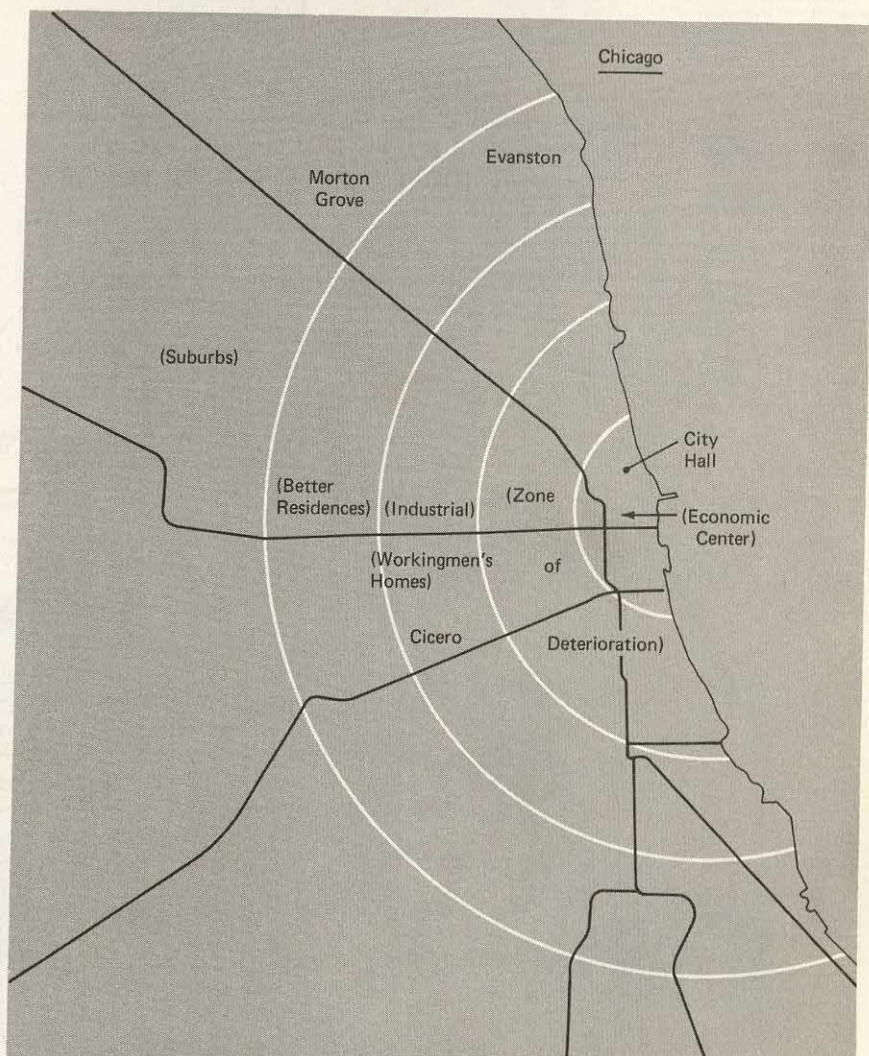 Chicago
Evanston
Morton
Grove
(Suburbs)
City
Hall
(Better
Residences)
(Industrial)
(Zone
(Economic
Center)
(Workingmen's
Homes)
of
Cicero
Deterioration)